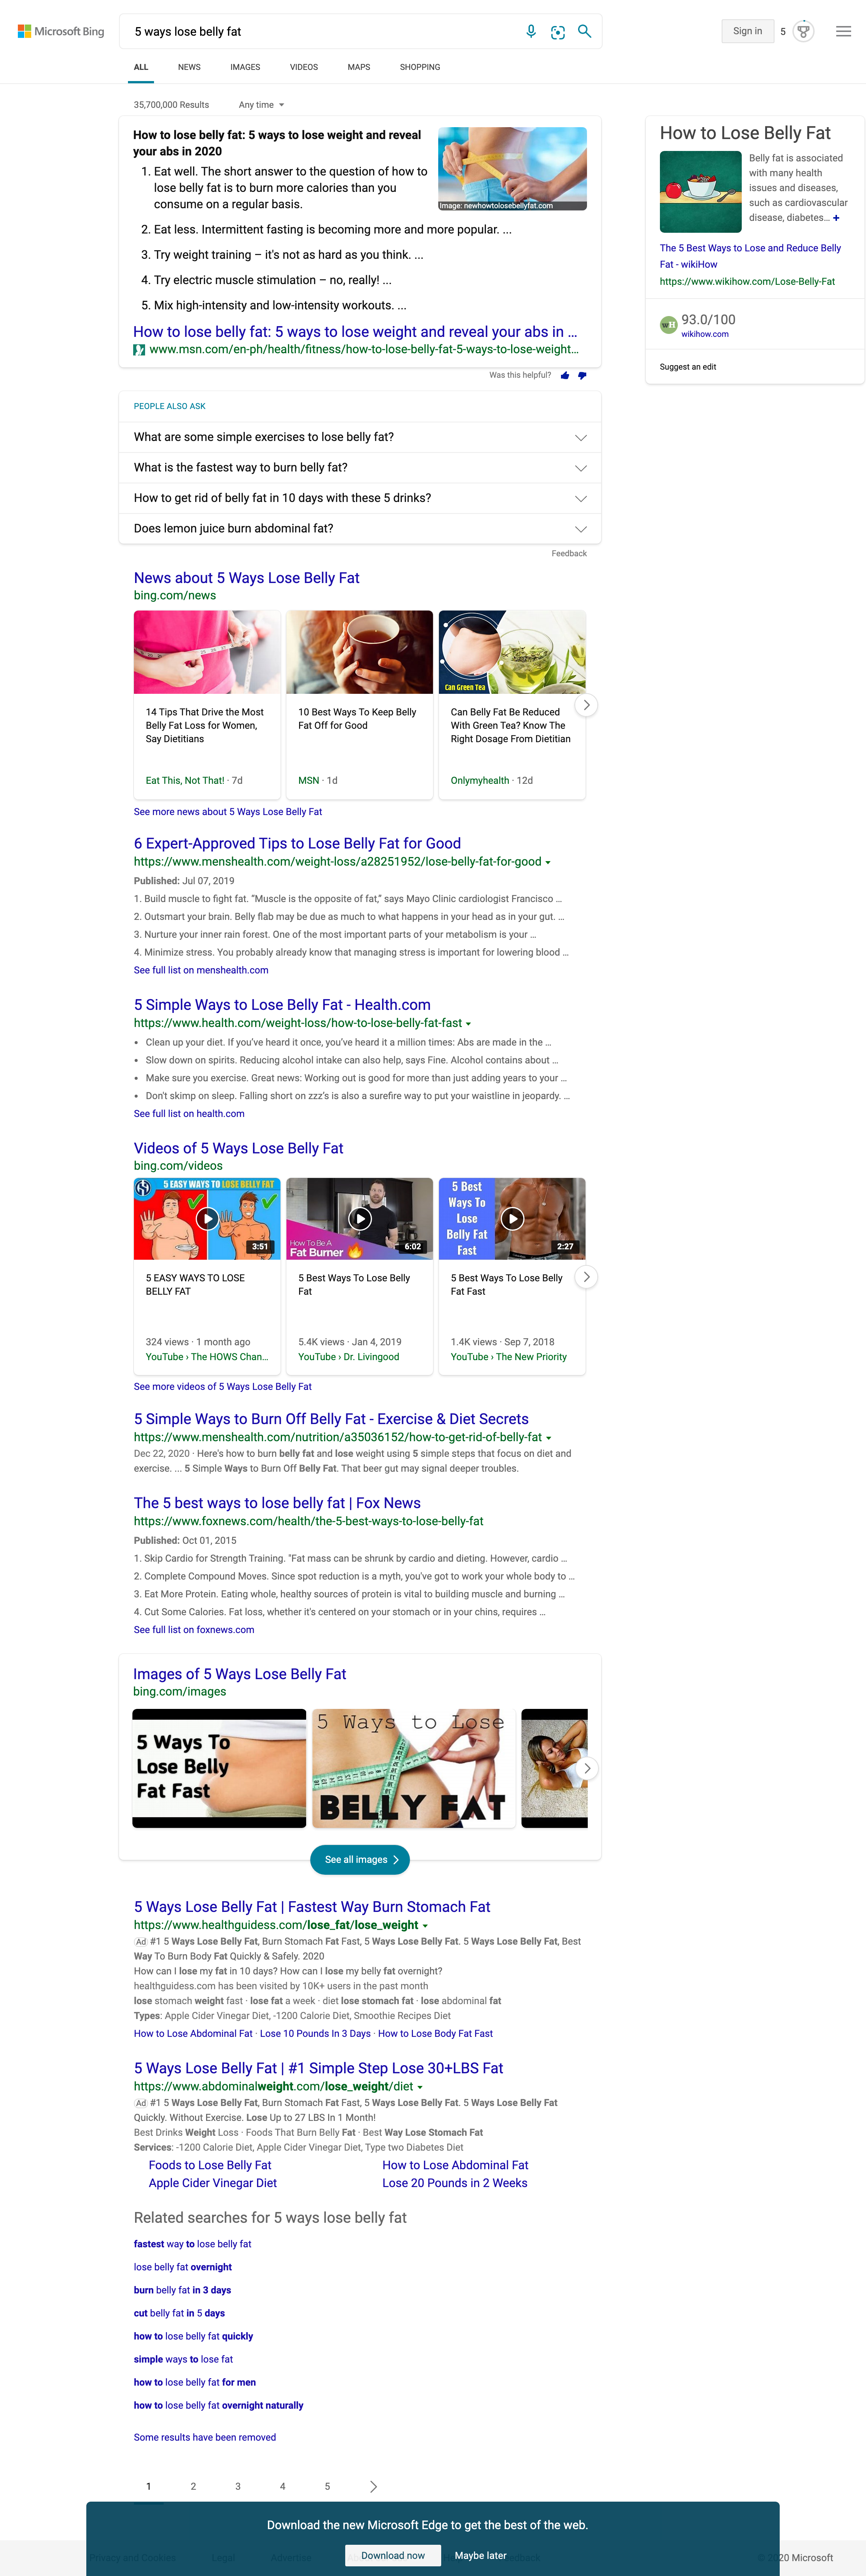 Microsoft Bing
5 ways lose belly fat
Sign in
5
ALL
NEWS
IMAGES
VIDEOS
MAPS
SHOPPING
35,700,000 Results
Any time
How to lose belly fat: 5 ways to lose weight and reveal
your abs in 2020
1. Eat well. The short answer to the question of how to
lose belly fat is to burn more calories than you
consume on a regular basis.
2. Eat less. Intermittent fasting is becoming more and more popular. ...
3. Try weight training – it's not as hard as you think. ...
4. Try electric muscle stimulation – no, really! ...
5. Mix high-intensity and low-intensity workouts. ...
Image: newhowtolosebellyfat.com
How to lose belly fat: 5 ways to lose weight and reveal your abs in ...
www.msn.com/en-ph/health/fitness/how-to-lose-belly-fat-5-ways-to-lose-weight...
Was this helpful?
How to Lose Belly Fat
Belly fat is associated
with many health
issues and diseases,
such as cardiovascular
disease, diabetes... +
The 5 Best Ways to Lose and Reduce Belly
Fat - wikiHow
https://www.wikihow.com/Lose-Belly-Fat
wH
93.0/100
wikihow.com
Suggest an edit
PEOPLE ALSO ASK
What are some simple exercises to lose belly fat?
What is the fastest way to burn belly fat?
How to get rid of belly fat in 10 days with these 5 drinks?
Does lemon juice burn abdominal fat?
Feedback
News about 5 Ways Lose Belly Fat
bing.com/news
Can Green Tea
14 Tips That Drive the Most
Belly Fat Loss for Women,
Say Dietitians
Eat This, Not That! · 7d
10 Best Ways To Keep Belly
Fat Off for Good
MSN · 1d
Can Belly Fat Be Reduced
With Green Tea? Know The
Right Dosage From Dietitian
Onlymyhealth · 12d
See more news about 5 Ways Lose Belly Fat
6 Expert-Approved Tips to Lose Belly Fat for Good
https://www.menshealth.com/weight-loss/a28251952/lose-belly-fat-for-good
Published: Jul 07, 2019
1. Build muscle to fight fat. “Muscle is the opposite of fat,” says Mayo Clinic cardiologist Francisco ...
2. Outsmart your brain. Belly flab may be due as much to what happens in your head as in your gut. ...
3. Nurture your inner rain forest. One of the most important parts of your metabolism is your ...
4. Minimize stress. You probably already know that managing stress is important for lowering blood ...
See full list on menshealth.com
5 Simple Ways to Lose Belly Fat - Health.com
https://www.health.com/weight-loss/how-to-lose-belly-fat-fast
• Clean up your diet. If you’ve heard it once, you’ve heard it a million times: Abs are made in the ...
• Slow down on spirits. Reducing alcohol intake can also help, says Fine. Alcohol contains about ...
• Make sure you exercise. Great news: Working out is good for more than just adding years to your ...
• Don't skimp on sleep. Falling short on zzz’s is also a surefire way to put your waistline in jeopardy. ...
See full list on health.com
Videos of 5 Ways Lose Belly Fat
bing.com/videos
5 EASY WAYS TO LOSE BELLY FAT
3:51
How To Be A
Fat Burner
6:02
5 Best
Ways To
Lose
Belly Fat
Fast
2:27
5 EASY WAYS TO LOSE
BELLY FAT
324 views · 1 month ago
YouTube › The HOWS Chan...
5 Best Ways To Lose Belly
Fat
5.4K views · Jan 4, 2019
YouTube › Dr. Livingood
5 Best Ways To Lose Belly
Fat Fast
1.4K views · Sep 7, 2018
YouTube › The New Priority
See more videos of 5 Ways Lose Belly Fat
5 Simple Ways to Burn Off Belly Fat - Exercise & Diet Secrets
https://www.menshealth.com/nutrition/a35036152/how-to-get-rid-of-belly-fat
Dec 22, 2020 · Here's how to burn belly fat and lose weight using 5 simple steps that focus on diet and
exercise. ... 5 Simple Ways to Burn Off Belly Fat. That beer gut may signal deeper troubles.
The 5 best ways to lose belly fat | Fox News
https://www.foxnews.com/health/the-5-best-ways-to-lose-belly-fat
Published: Oct 01, 2015
1. Skip Cardio for Strength Training. "Fat mass can be shrunk by cardio and dieting. However, cardio ...
2. Complete Compound Moves. Since spot reduction is a myth, you've got to work your whole body to ...
3. Eat More Protein. Eating whole, healthy sources of protein is vital to building muscle and burning ...
4. Cut Some Calories. Fat loss, whether it's centered on your stomach or in your chins, requires ...
See full list on foxnews.com
Images of 5 Ways Lose Belly Fat
bing.com/images
5 Ways To
Lose Belly
Fat Fast
5 Ways to Lose
BELLY FAT
See all images
5 Ways Lose Belly Fat | Fastest Way Burn Stomach Fat
https://www.healthguidess.com/lose_fat/lose_weight
Ad #1 5 Ways Lose Belly Fat, Burn Stomach Fat Fast, 5 Ways Lose Belly Fat. 5 Ways Lose Belly Fat, Best
Way To Burn Body Fat Quickly & Safely. 2020
How can I lose my fat in 10 days? How can I lose my belly fat overnight?
healthguidess.com has been visited by 10K+ users in the past month
lose stomach weight fast · lose fat a week · diet lose stomach fat · lose abdominal fat
Types: Apple Cider Vinegar Diet, -1200 Calorie Diet, Smoothie Recipes Diet
How to Lose Abdominal Fat · Lose 10 Pounds In 3 Days · How to Lose Body Fat Fast
5 Ways Lose Belly Fat | #1 Simple Step Lose 30+LBS Fat
https://www.abdominalweight.com/lose_weight/diet
Ad #1 5 Ways Lose Belly Fat, Burn Stomach Fat Fast, 5 Ways Lose Belly Fat. 5 Ways Lose Belly Fat
Quickly. Without Exercise. Lose Up to 27 LBS In 1 Month!
Best Drinks Weight Loss · Foods That Burn Belly Fat · Best Way Lose Stomach Fat
Services: -1200 Calorie Diet, Apple Cider Vinegar Diet, Type two Diabetes Diet
Foods to Lose Belly Fat
How to Lose Abdominal Fat
Apple Cider Vinegar Diet
Lose 20 Pounds in 2 Weeks
Related searches for 5 ways lose belly fat
fastest way to lose belly fat
lose belly fat overnight
burn belly fat in 3 days
cut belly fat in 5 days
how to lose belly fat quickly
simple ways to lose fat
how to lose belly fat for men
how to lose belly fat overnight naturally
Some results have been removed
1
2
3
4
5
Download the new Microsoft Edge to get the best of the web.
Download now
Maybe later
Privacy and Cookies
Legal
Advertise
20 Microsoft